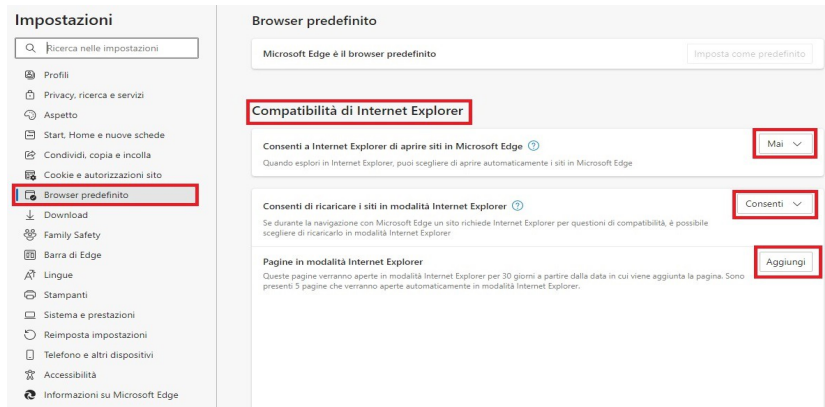 Impostazioni
Ricerca nelle impostazioni
Profili
Privacy, ricerca e servizi
Aspetto
Start, Home e nuove schede
Condividi, copia e incolla
Cookie e autorizzazioni sito
Browser predefinito
Download
Family Safety
Barra di Edge
Lingue
Stampanti
Sistema e prestazioni
Reimposta impostazioni
Telefono e altri dispositivi
Accessibilità
Informazioni su Microsoft Edge
Browser predefinito
Microsoft Edge è il browser predefinito
Imposta come predefinito
Compatibilità di Internet Explorer
Consenti a Internet Explorer di aprire siti in Microsoft Edge
Mai
Quando esplori in Internet Explorer, puoi scegliere di aprire automaticamente i siti in Microsoft Edge
Consenti di ricaricare i siti in modalità Internet Explorer
Consenti
Se durante la navigazione con Microsoft Edge un sito richiede Internet Explorer per questioni di compatibilità, è possibile
scegliere di ricaricarlo in modalità Internet Explorer
Pagine in modalità Internet Explorer
Aggiungi
Queste pagine verranno aperte in modalità Internet Explorer per 30 giorni a partire dalla data in cui viene aggiunta la pagina. Sono
presenti 5 pagine che verranno aperte automaticamente in modalità Internet Explorer.